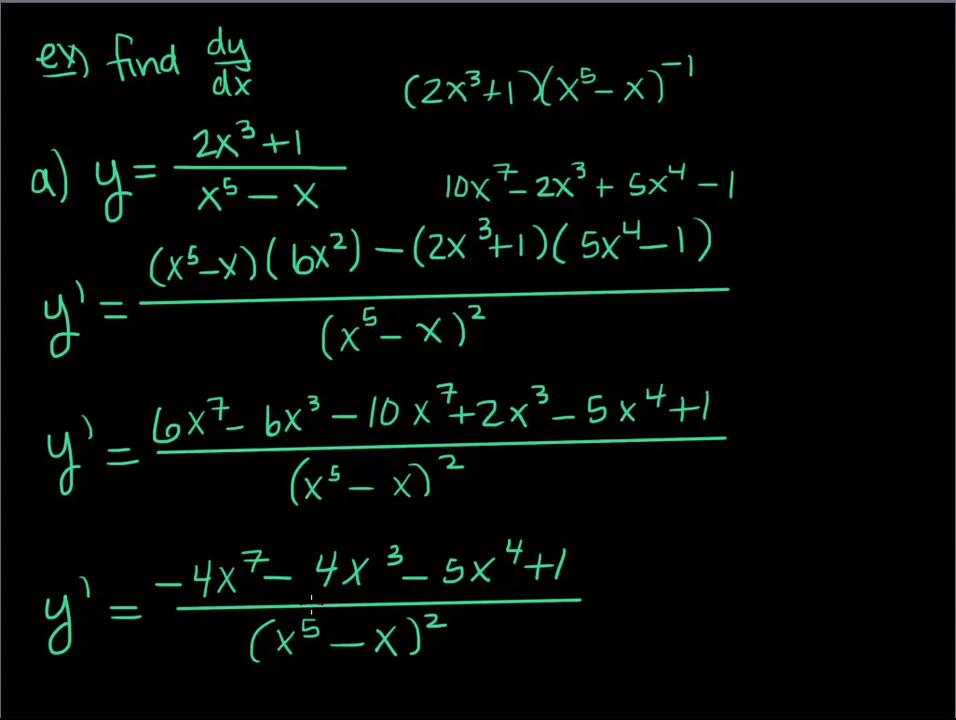 ex) find dy/dx
(2x³+1)(x⁵-x)⁻¹
a) y = (2x³+1)/(x⁵-x)
10x⁷-2x³+5x⁴-1
y' = ((x⁵-x)(6x²)-(2x³+1)(5x⁴-1))/(x⁵-x)²
y' = (6x⁷-6x³-10x⁷+2x³-5x⁴+1)/(x⁵-x)²
y' = (-4x⁷-4x³-5x⁴+1)/(x⁵-x)²